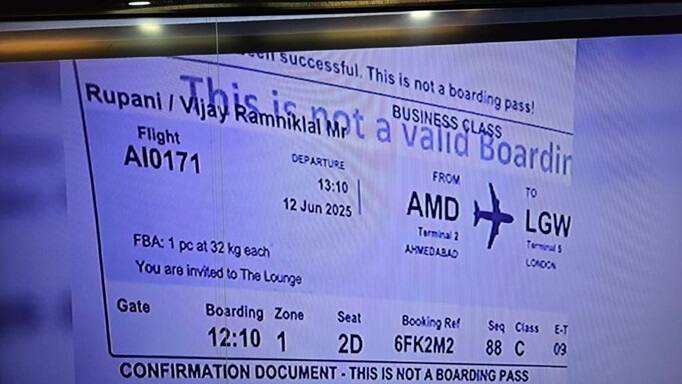 een successful. This is not a boarding pass!
This is not a valid Boardin
Rupani / Vijay Ramniklal Mr
BUSINESS CLASS
Flight
AI0171
DEPARTURE
13:10
12 Jun 2025
FROM
AMD
Terminal 2
AHMEDABAD
TO
LGW
Terminal S
LONDON
FBA: 1 pc at 32 kg each
You are invited to The Lounge
Gate Boarding Zone Seat Booking Ref Seq Class E-T
12:10 1 2D 6FK2M2 88 C 09
CONFIRMATION DOCUMENT - THIS IS NOT A BOARDING PASS